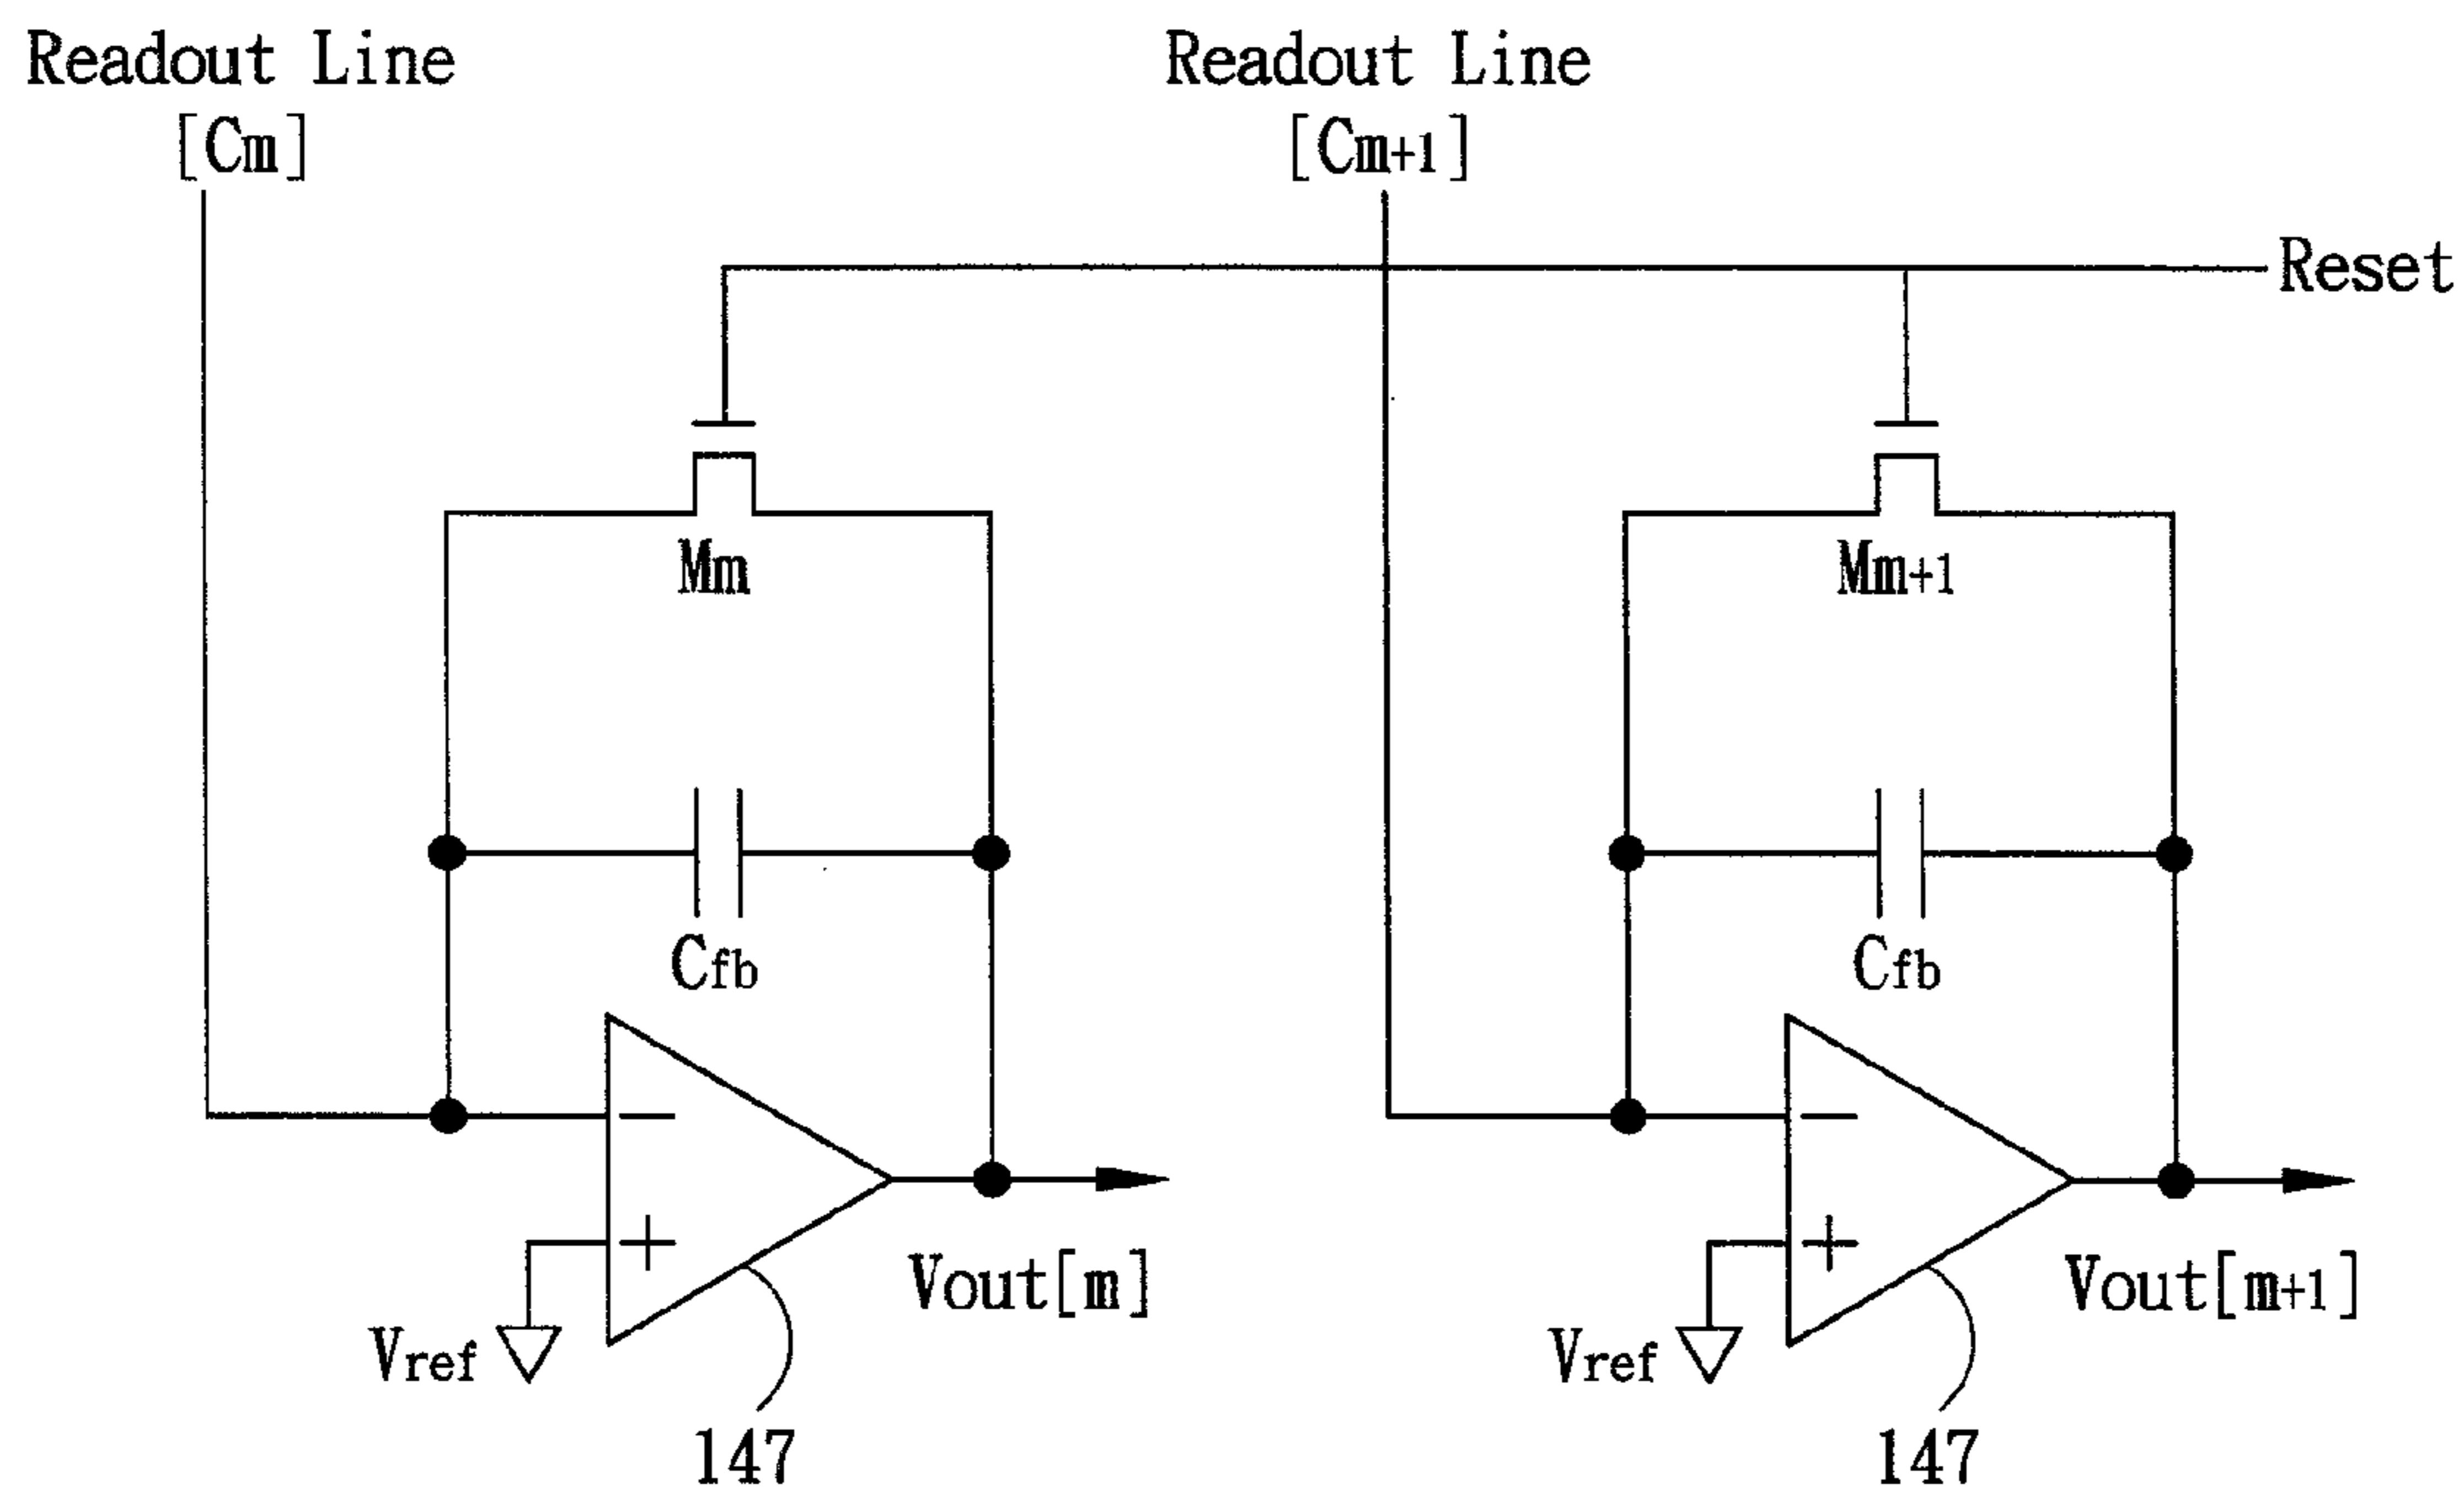 Readout Line
[Cm]
Readout Line
[Cm+1]
Reset
Mm
Mm+1
Cfb
Cfb
−
−
+
+
Vout[m]
Vout[m+1]
Vref
Vref
147
147